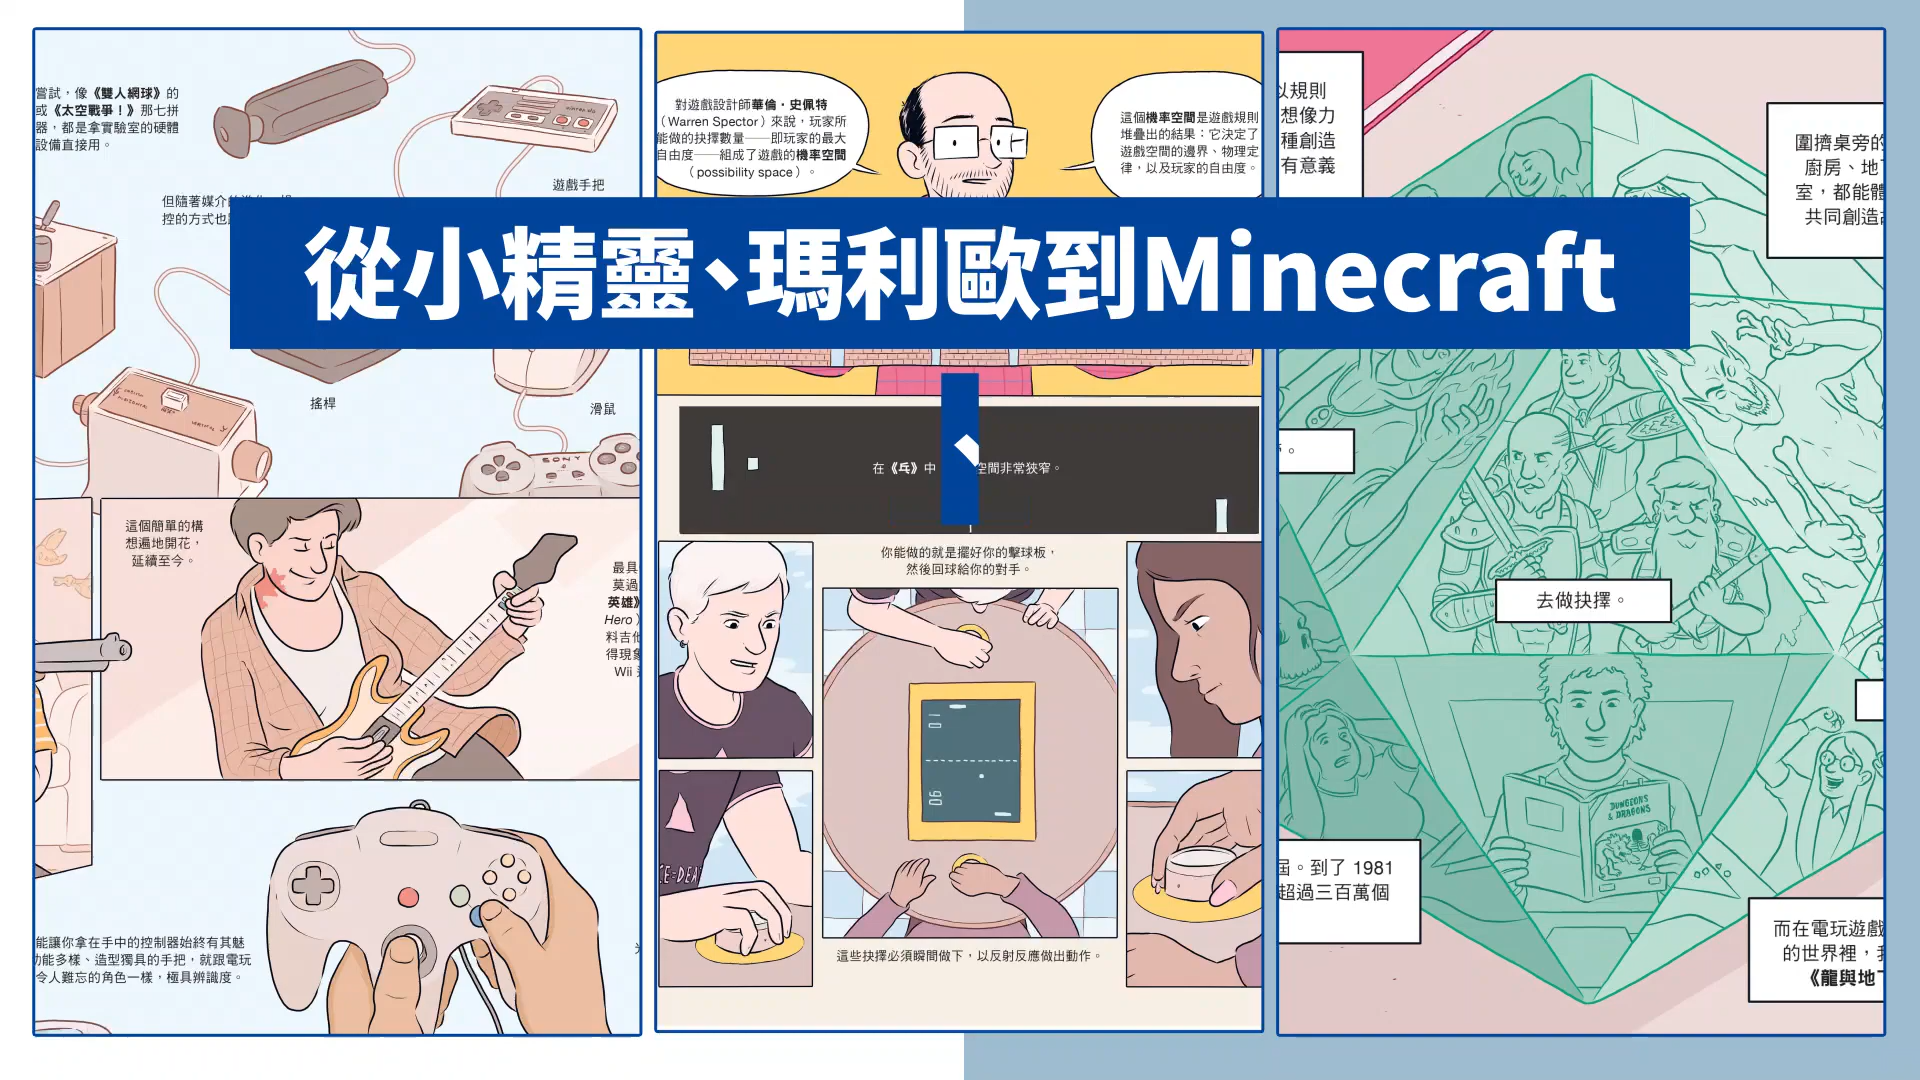 從小精靈、瑪利歐到Minecraft
、
嘗試，像《雙人網球》的
或《太空戰爭！》那七拼
器，都是拿實驗室的硬體
設備直接用。
遊戲手把
但隨著媒介
控的方式也
搖桿
滑鼠
SONY
這個簡單的構
想遍地開花，
延續至今。
最具
莫過
英雄》
Hero）
料吉他
得現象
Wii
能讓你拿在手中的控制器始終有其魅
功能多樣、造型獨具的手把，就跟電玩
令人難忘的角色一樣，極具辨識度。
對遊戲設計師華倫・史佩特
（Warren Spector）來說，玩家所
能做的抉擇數量——即玩家的最大
自由度——組成了遊戲的機率空間
（possibility space）。
這個機率空間是遊戲規則
堆疊出的結果：它決定了
遊戲空間的邊界、物理定
律，以及玩家的自由度。
在《乓》中
空間非常狹窄。
你能做的就是擺好你的擊球板，
然後回球給你的對手。
01
06
CE=DEA
這些抉擇必須瞬間做下，以反射反應做出動作。
以規則
想像力
種創造
有意義
圍擠桌旁的
廚房、地下
室，都能體
共同創造
。
去做抉擇。
DUNGEONS
& DRAGONS
屆。到了 1981
超過三百萬個
而在電玩遊戲
的世界裡，我
《龍與地下